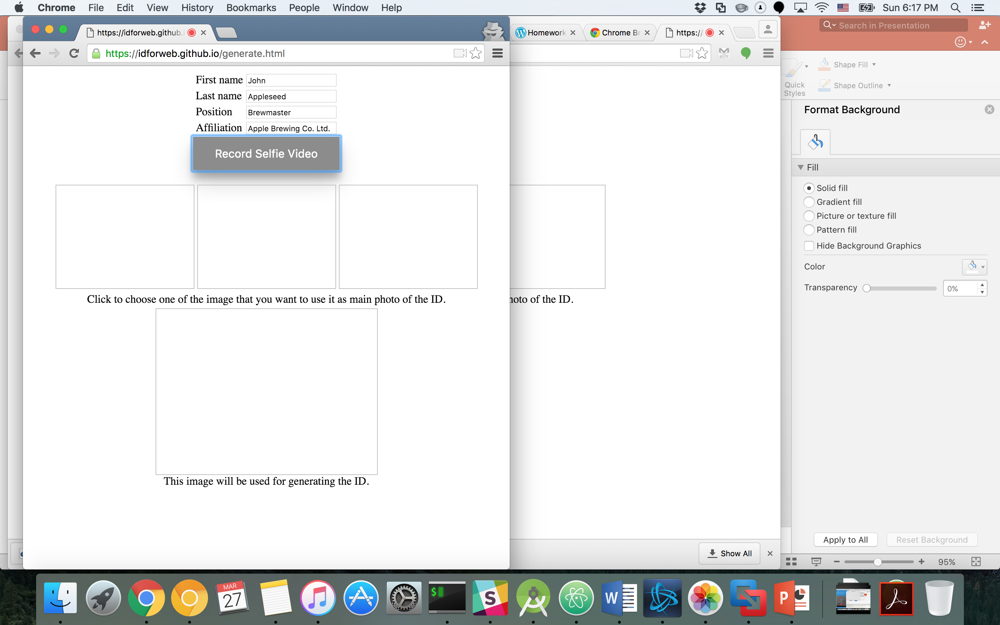 Chrome File Edit View History Bookmarks People Window Help Sun 6:17 PM
https://idforweb.github.i
Homework
Chrome Br
https://
Search in Presentation
https://idforweb.github.io/generate.html
diff
First name John
Last name Appleseed
Position Brewmaster
Affiliation Apple Brewing Co. Ltd.
Record Selfie Video
Click to choose one of the image that you want to use it as main photo of the ID.
This image will be used for generating the ID.
hoto of the ID.
Show All
Quick
Styles
Shape Fill
Shape Outline
Format Background
Fill
Solid fill
Gradient fill
Picture or texture fill
Pattern fill
Hide Background Graphics
Color
Transparency 0%
Apply to All Reset Background
95%
MAR
27
$
S
W
P